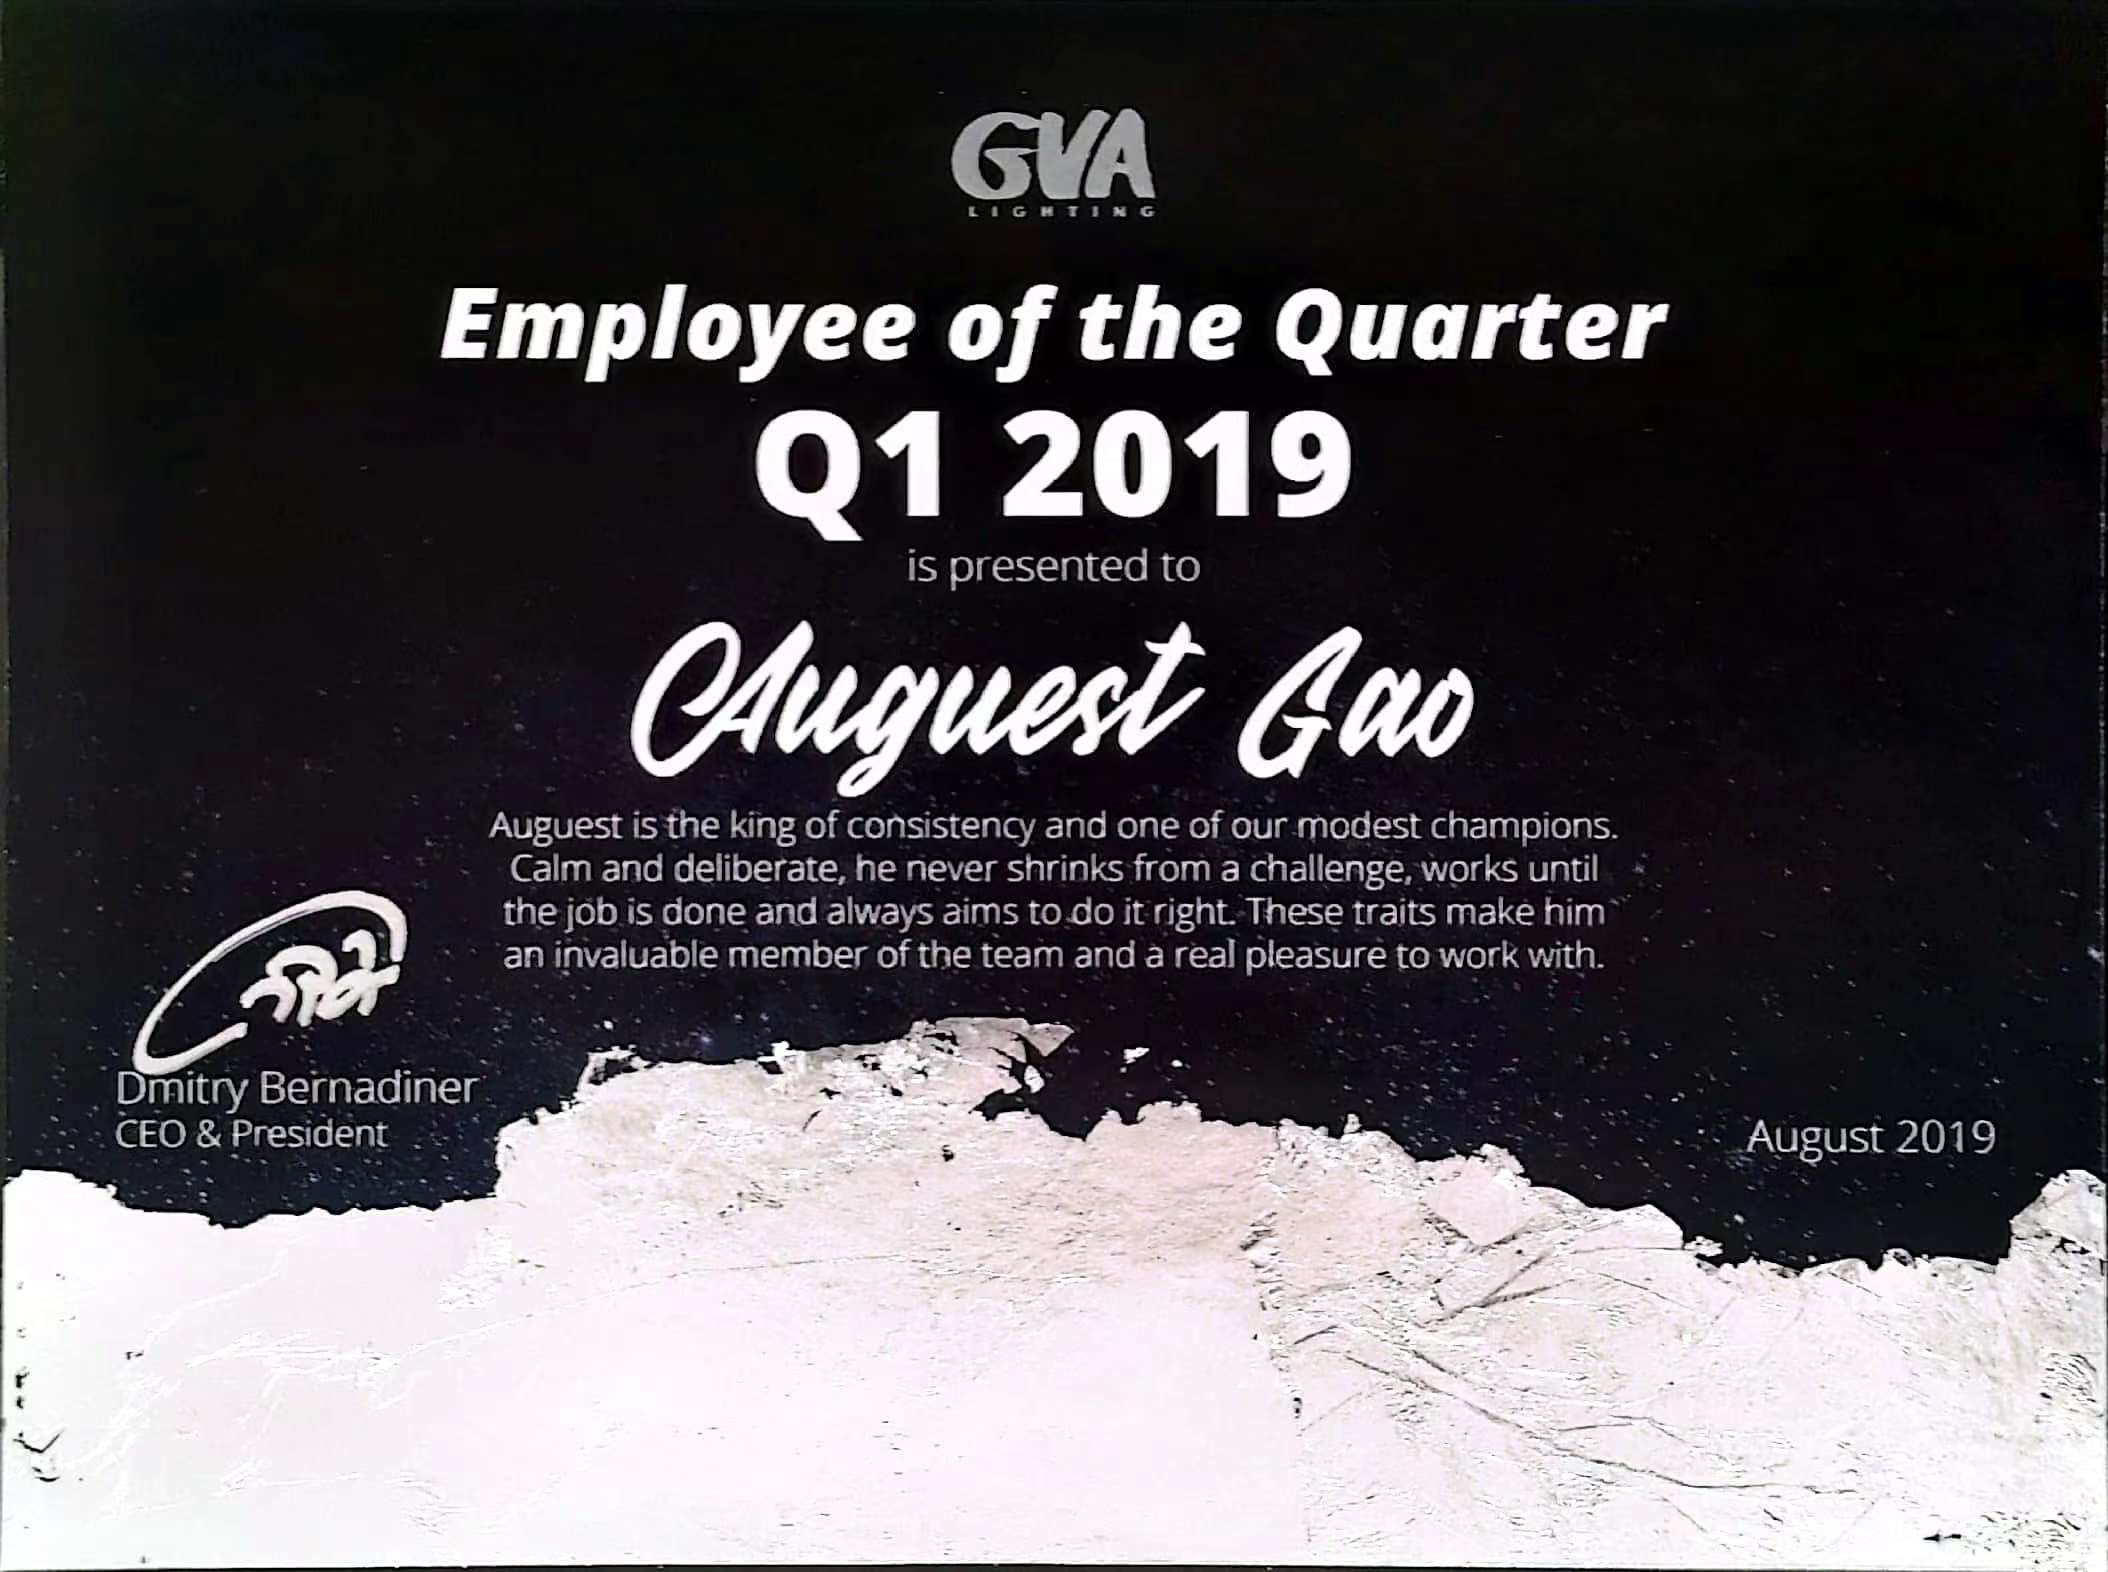 GVA
LIGHTING
Employee of the Quarter
Q1 2019
is presented to
Auguest Gao
Auguest is the king of consistency and one of our modest champions.
Calm and deliberate, he never shrinks from a challenge, works until
the job is done and always aims to do it right. These traits make him
an invaluable member of the team and a real pleasure to work with.
Dmitry Bernadiner
CEO & President
August 2019